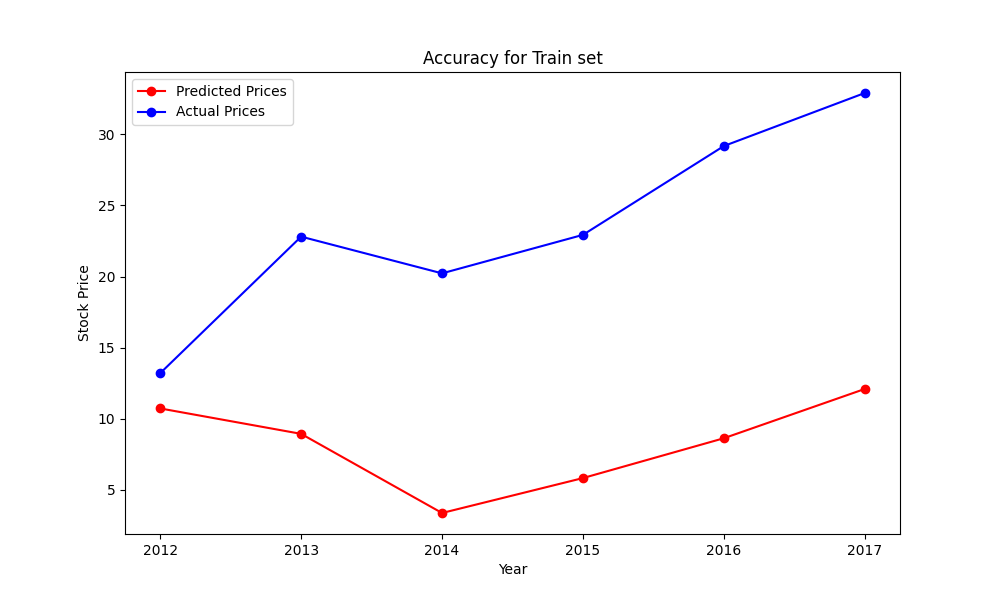 Accuracy for Train set
Predicted Prices
Actual Prices
30
25
20
15
10
5
Stock Price
2012 2013 2014 2015 2016 2017
Year